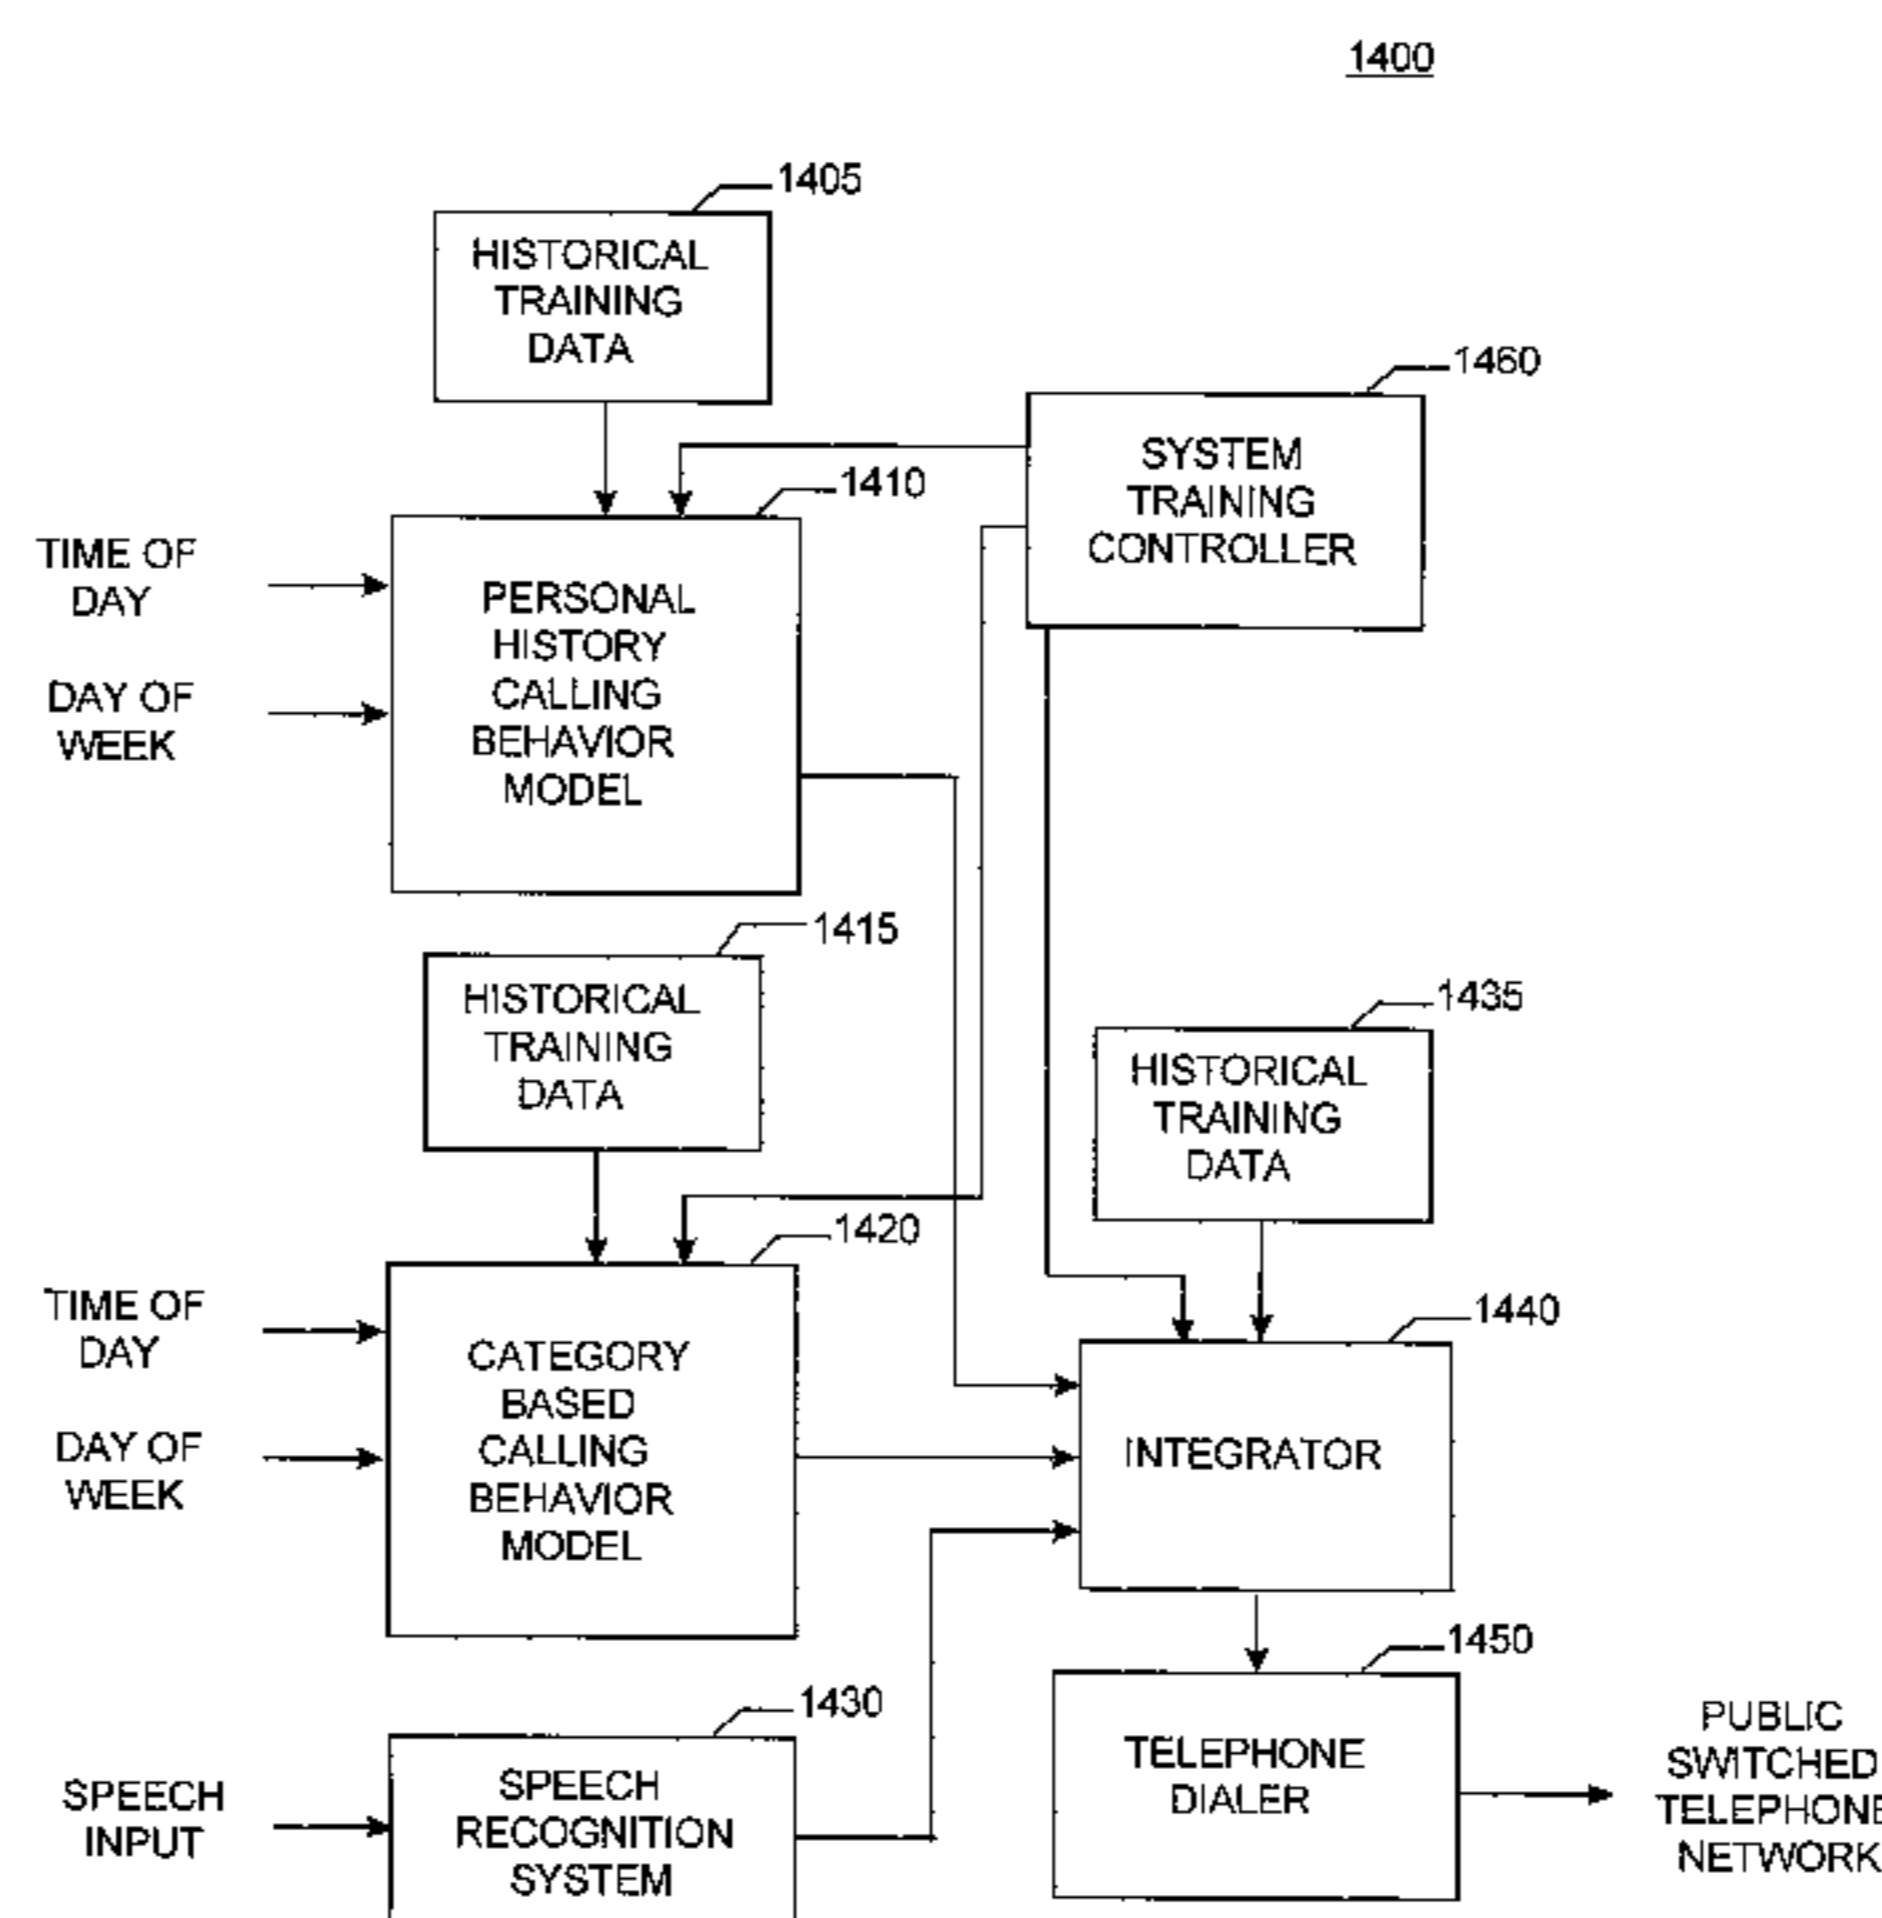 1400
1405
HISTORICAL
TRAINING
DATA
1460
SYSTEM
TRAINING
CONTROLLER
1410
TIME OF
DAY
DAY OF
WEEK
PERSONAL
HISTORY
CALLING
BEHAVIOR
MODEL
1415
HISTORICAL
TRAINING
DATA
1435
HISTORICAL
TRAINING
DATA
1420
TIME OF
DAY
DAY OF
WEEK
CATEGORY
BASED
CALLING
BEHAVIOR
MODEL
1440
INTEGRATOR
1450
TELEPHONE
DIALER
PUBLIC
SWITCHED
TELEPHONE
NETWORK
1430
SPEECH
INPUT
SPEECH
RECOGNITION
SYSTEM